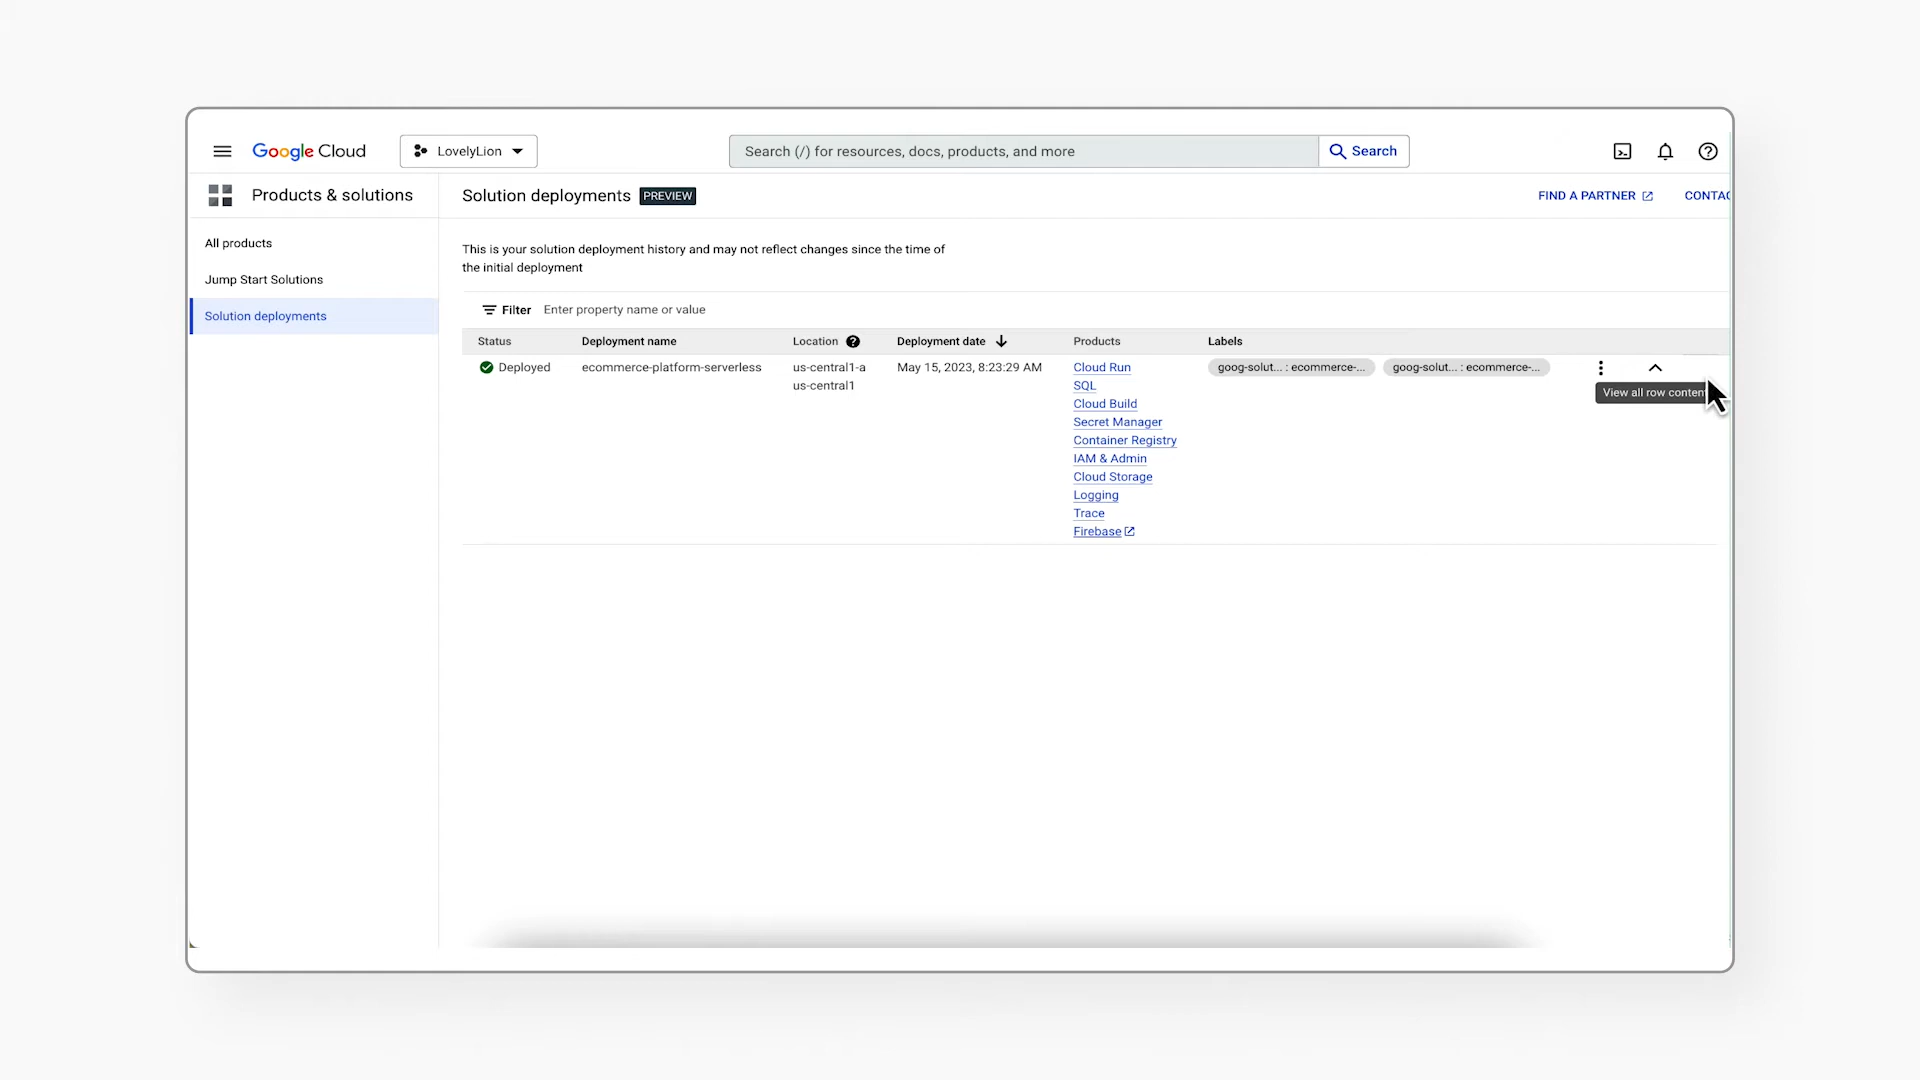 Google Cloud
LovelyLion
Search (/) for resources, docs, products, and more
Search
Products & solutions
Solution deployments PREVIEW
FIND A PARTNER
All products
Jump Start Solutions
Solution deployments
This is your solution deployment history and may not reflect changes since the time of
the initial deployment
Filter Enter property name or value
Status Deployment name Location Deployment date Products Labels
Deployed ecommerce-platform-serverless us-central1-a May 15, 2023, 8:23:29 AM Cloud Run goog-solut... : ecommerce-... goog-solut... : ecommerce-...
us-central1 SQL
View all row
Cloud Build
Secret Manager
Container Registry
IAM & Admin
Cloud Storage
Logging
Trace
Firebase